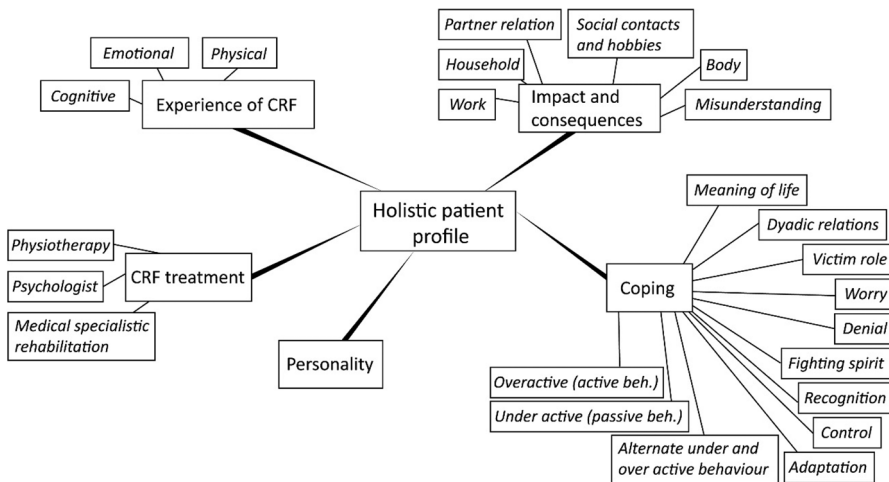 Emotional
Physical
Cognitive
Experience of CRF
Partner relation
Social contacts
and hobbies
Household
Body
Work
Impact and
consequences
Misunderstanding
Holistic patient
profile
Physiotherapy
Psychologist
CRF treatment
Medical specialistic
rehabilitation
Personality
Coping
Meaning of life
Dyadic relations
Victim role
Worry
Denial
Fighting spirit
Recognition
Control
Adaptation
Overactive (active beh.)
Under active (passive beh.)
Alternate under and
over active behaviour